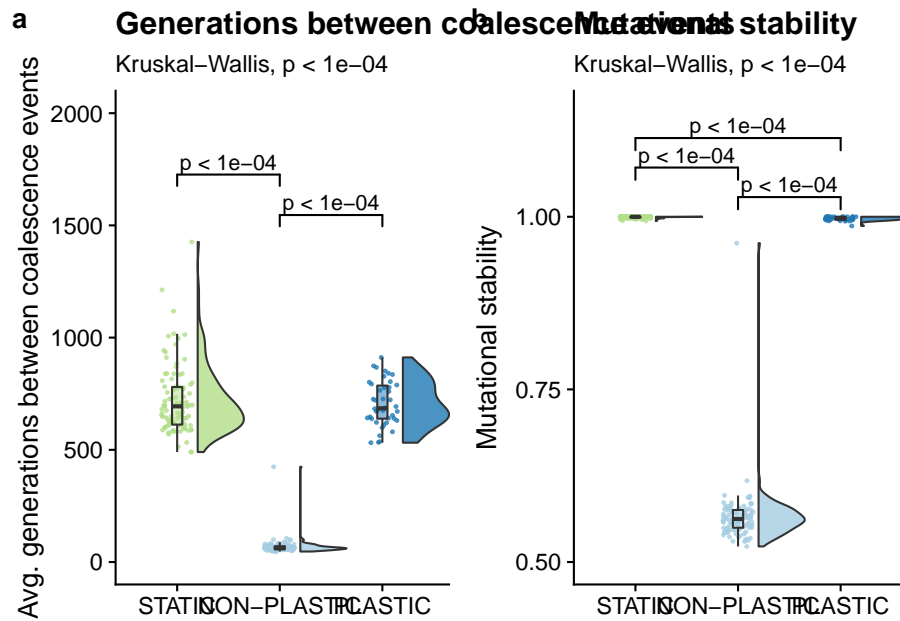 a
Generations between coalescence events
Kruskal−Wallis, p < 1e−04
Avg. generations between coalescence events
2000
1500
1000
500
0
p < 1e−04
p < 1e−04
STATIC
NON−PLASTIC
PLASTIC
b
Mutational stability
Kruskal−Wallis, p < 1e−04
Mutational stability
1.00
0.75
0.50
p < 1e−04
p < 1e−04
p < 1e−04
STATIC
NON−PLASTIC
PLASTIC